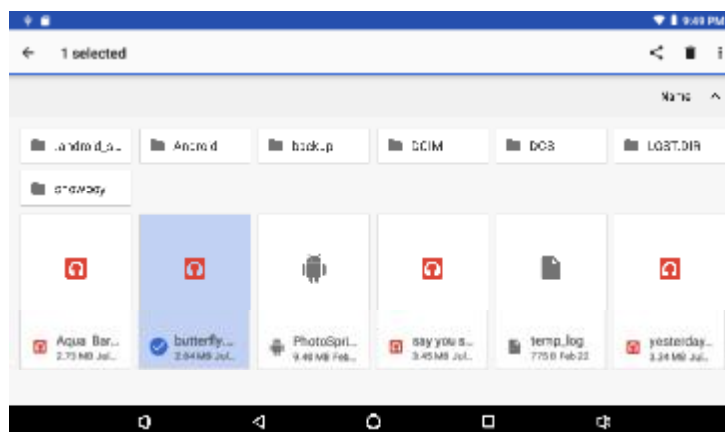 9:49 PM
1 selected
Name
.android_s...
Android
backup
DCIM
DCS
LOST.DIR
Aqua Bar...
2.73 MB Jul...
butterfly....
2.84 MB Jul...
PhotoSpri...
9.48 MB Feb...
say you s...
3.45 MB Jul...
temp_log
775 B Feb 22
yesterday...
3.34 MB Jul...